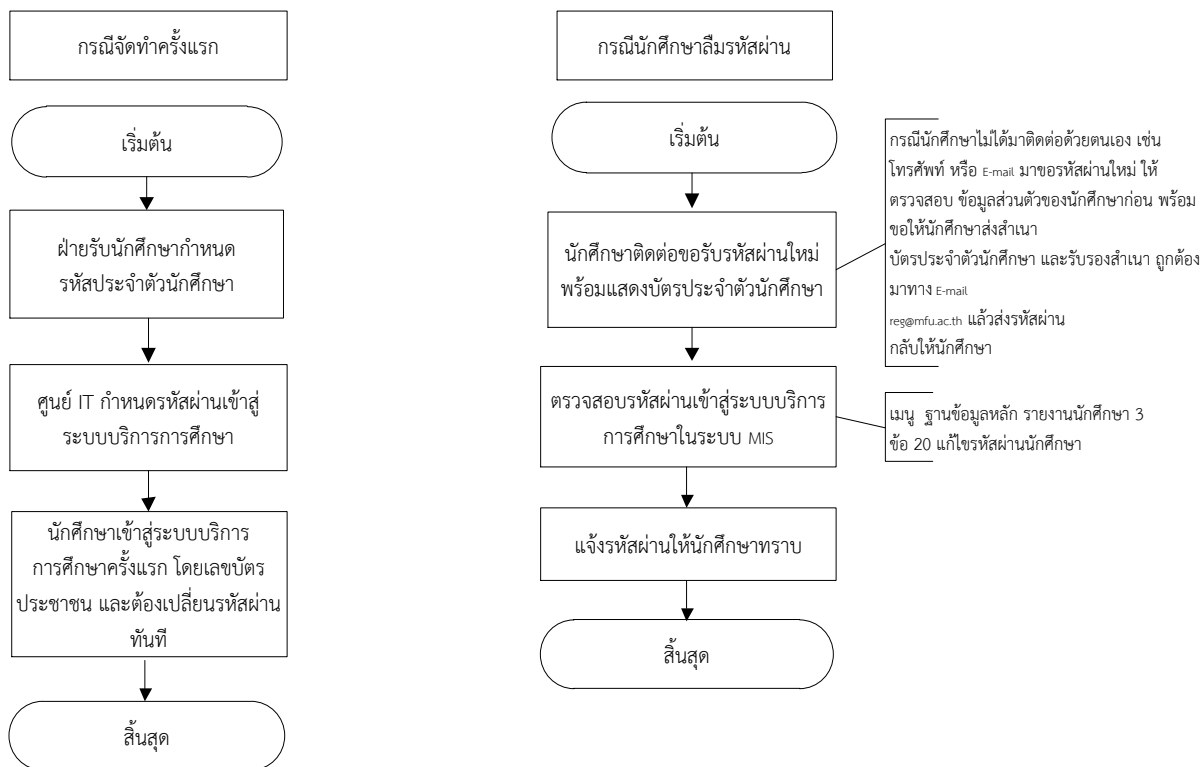 กรณีจัดทำครั้งแรก
เริ่มต้น
ฝ่ายรับนักศึกษากำหนด
รหัสประจำตัวนักศึกษา
ศูนย์ IT กำหนดรหัสผ่านเข้าสู่
ระบบบริการการศึกษา
นักศึกษาเข้าสู่ระบบบริการ
การศึกษาครั้งแรก โดยเลขบัตร
ประชาชน และต้องเปลี่ยนรหัสผ่าน
ทันที
สิ้นสุด
กรณีนักศึกษาลืมรหัสผ่าน
เริ่มต้น
นักศึกษาติดต่อขอรับรหัสผ่านใหม่
พร้อมแสดงบัตรประจำตัวนักศึกษา
กรณีนักศึกษาไม่ได้มาติดต่อด้วยตนเอง เช่น
โทรศัพท์ หรือ E-mail มาขอรหัสผ่านใหม่ ให้
ตรวจสอบ ข้อมูลส่วนตัวของนักศึกษาก่อน พร้อม
ขอให้นักศึกษาส่งสำเนา
บัตรประจำตัวนักศึกษา และรับรองสำเนา ถูกต้อง
มาทาง E-mail
reg@mfu.ac.th แล้วส่งรหัสผ่าน
กลับให้นักศึกษา
ตรวจสอบรหัสผ่านเข้าสู่ระบบบริการ
การศึกษาในระบบ MIS
เมนู ฐานข้อมูลหลัก รายงานนักศึกษา 3
ข้อ 20 แก้ไขรหัสผ่านนักศึกษา
แจ้งรหัสผ่านให้นักศึกษาทราบ
สิ้นสุด